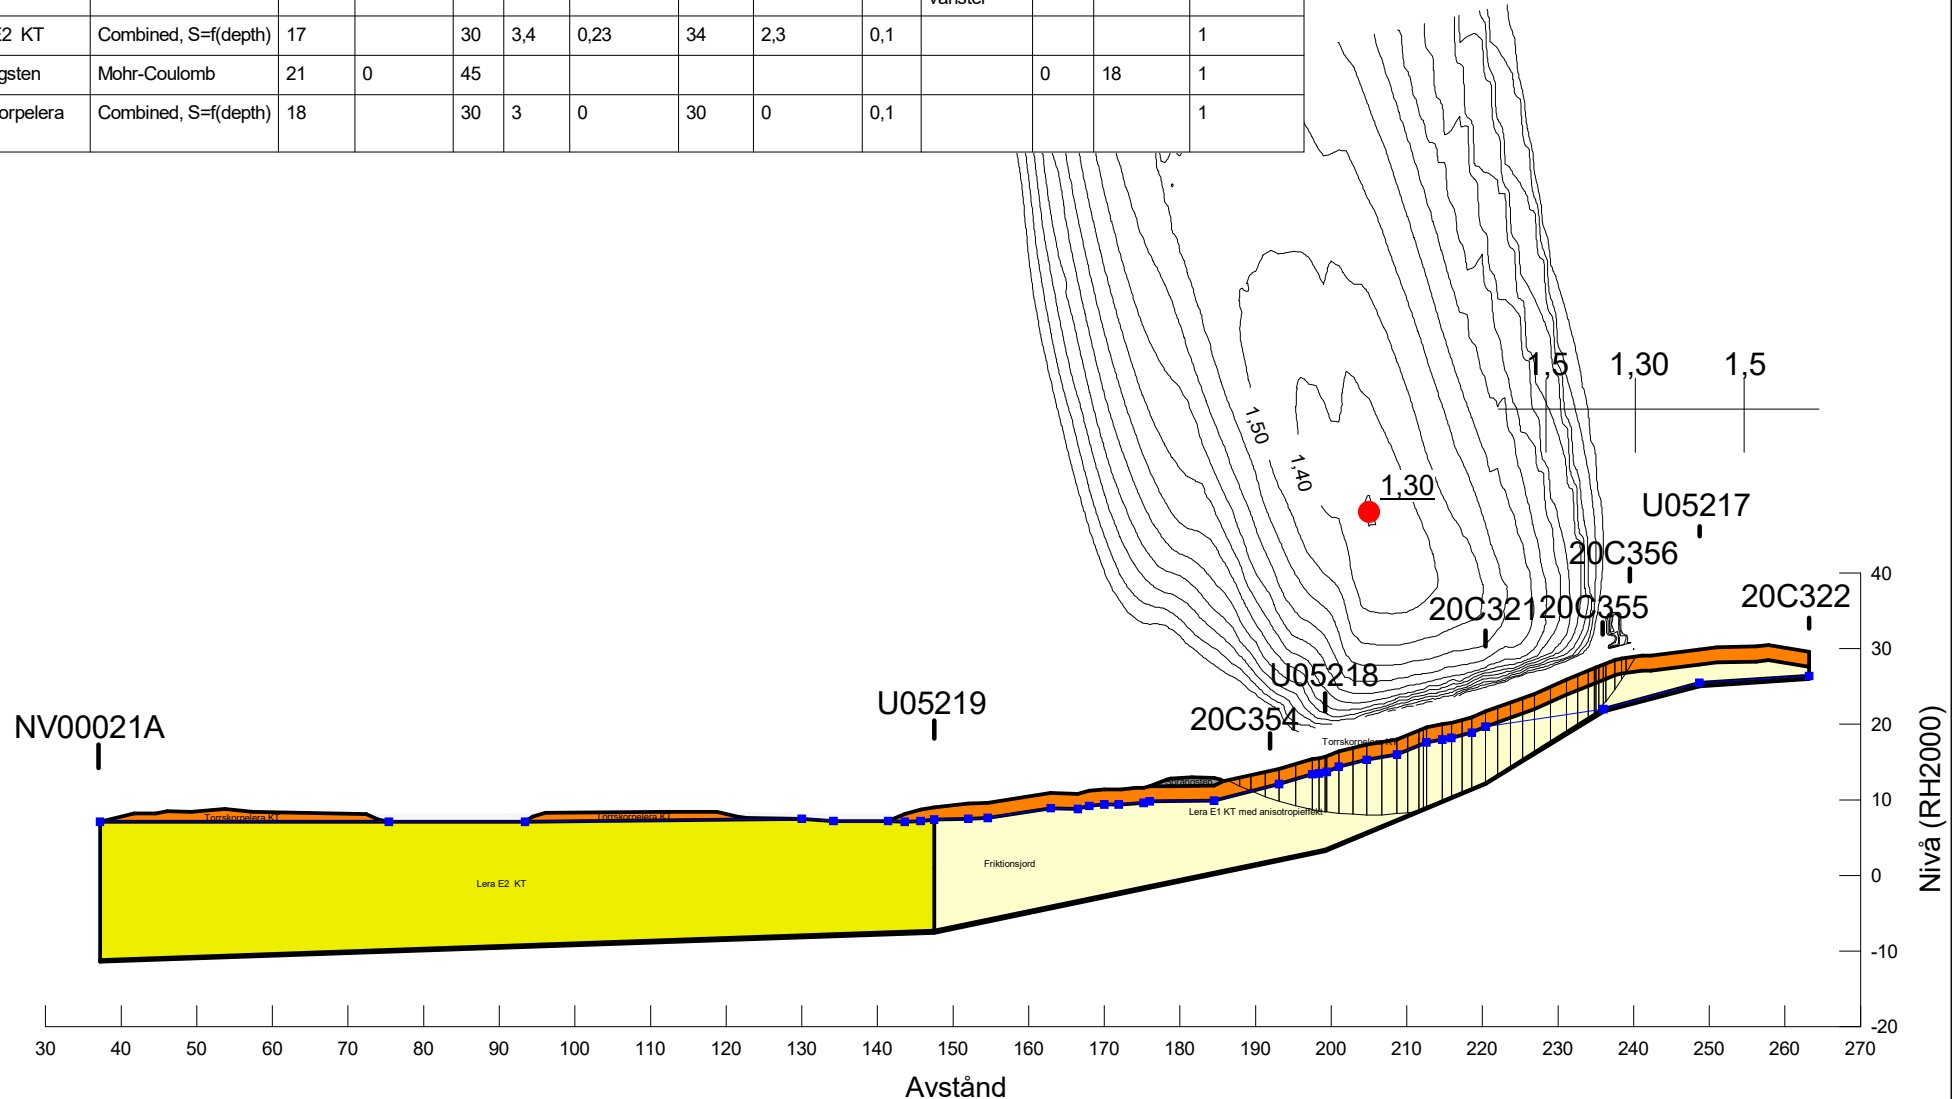 vänster
E2 KT Combined, S=f(depth) 17 30 3,4 0,23 34 2,3 0,1 1
gsten Mohr-Coulomb 21 0 45 0 18 1
orpelera Combined, S=f(depth) 18 30 3 0 30 0 0,1 1
1,5 1,30 1,5
1,50
1,40
1,30
U05217
20C356
20C321 20C355 20C322
U05218
U05219 20C354
NV00021A
Torrskorpelera KT
Torrskorpelera KT
Torrskorpelera KT
Lera E1 KT med anisotropieffekt
Friktionsjord
Lera E2 KT
40
30
20
10
0
-10
-20
Nivå (RH2000)
30 40 50 60 70 80 90 100 110 120 130 140 150 160 170 180 190 200 210 220 230 240 250 260 270
Avstånd